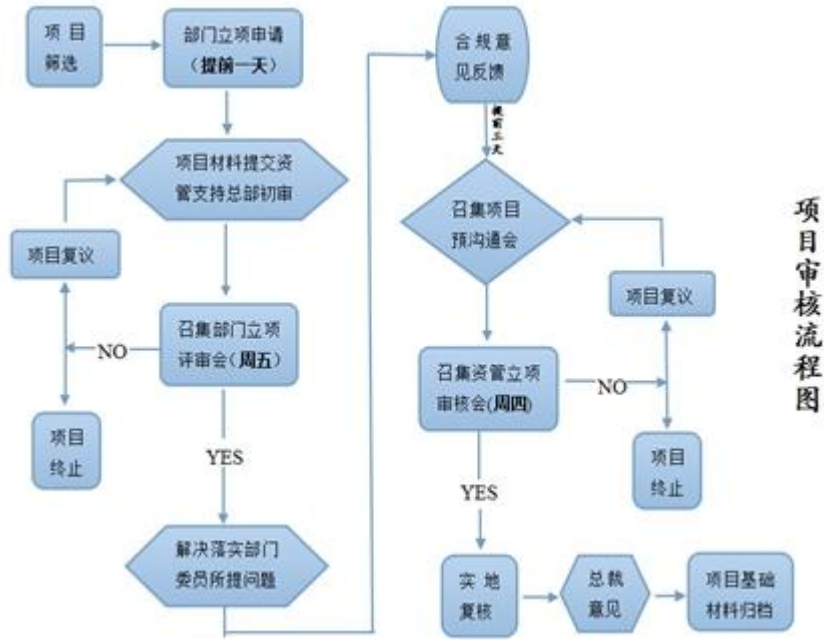 项 目
筛选
部门立项申请
（提前一天）
项目材料提交资
管支持总部初审
项目复议
召集部门立项
评审会（周五）
NO
项目
终止
YES
解决落实部门
委员所提问题
合 规 意
见反馈
提前三天
召集项目
预沟通会
项目复议
召集资管立项
审核会(周四)
NO
项目
终止
YES
实 地
复核
总裁
意见
项目基础
材料归档
项目审核流程图